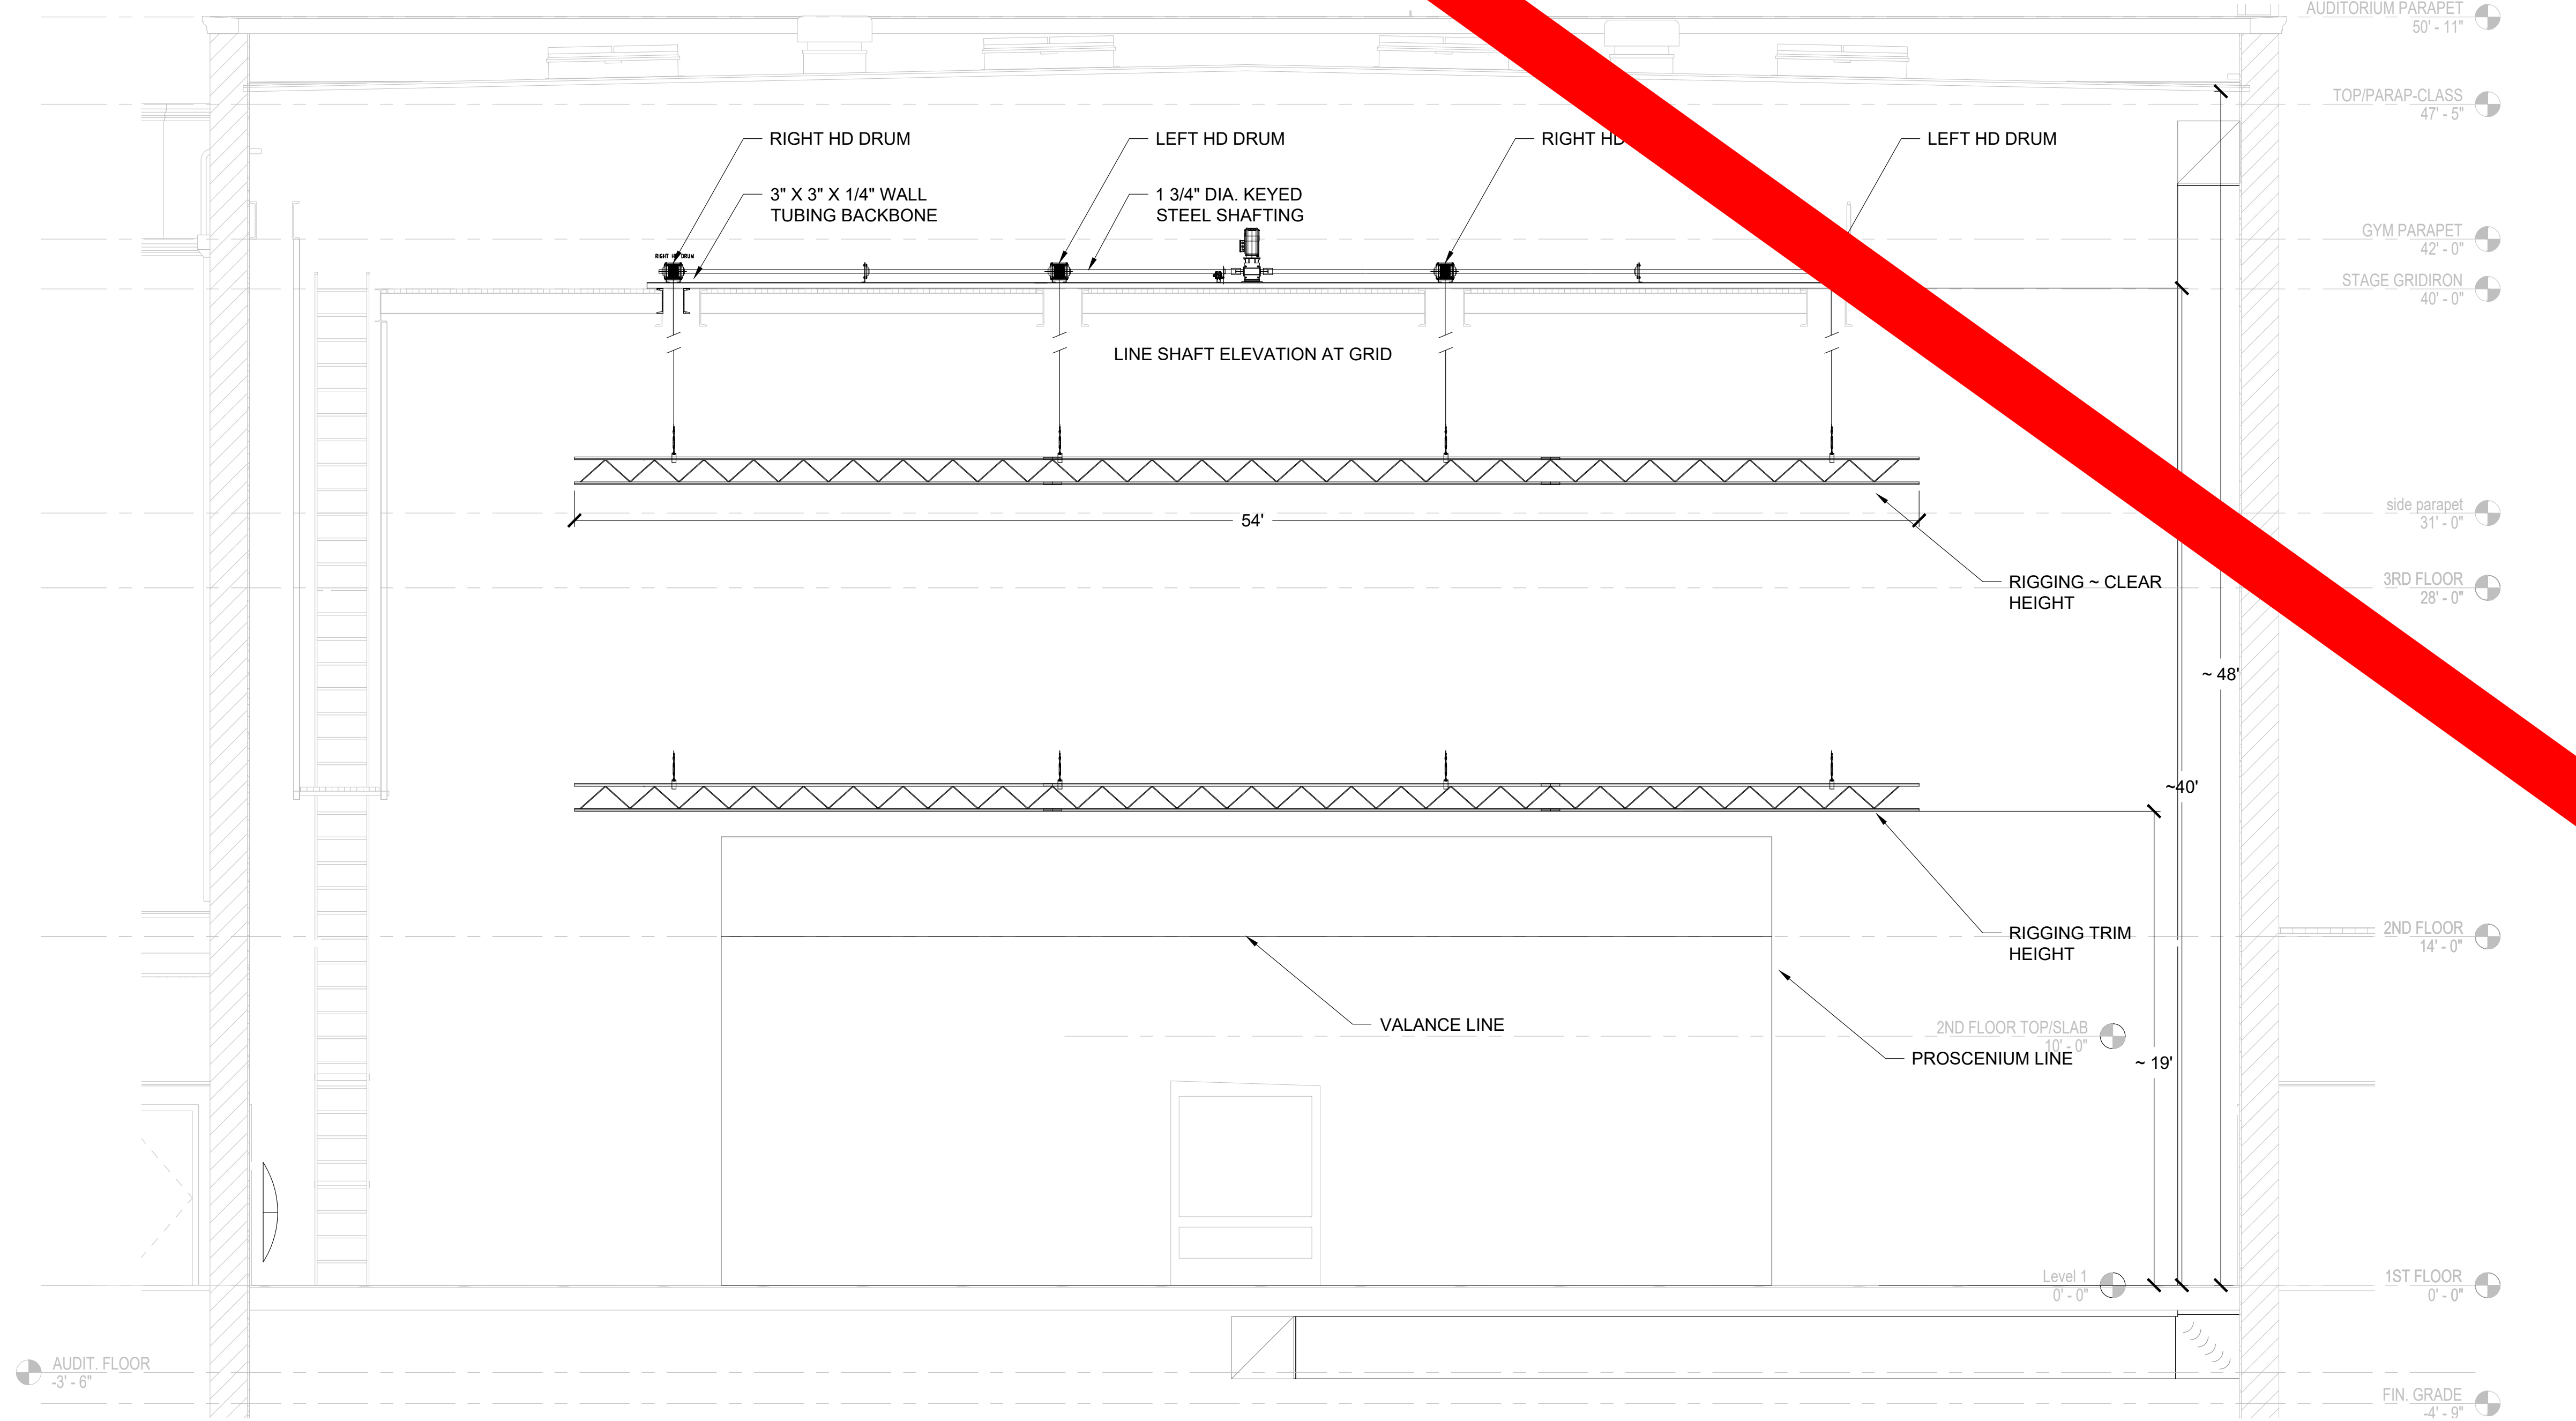 AUDITORIUM PARAPET
50' - 11"
TOP/PARAP-CLASS
47' - 5"
RIGHT HD DRUM
LEFT HD DRUM
RIGHT HD
LEFT HD DRUM
3" X 3" X 1/4" WALL
TUBING BACKBONE
1 3/4" DIA. KEYED
STEEL SHAFTING
GYM PARAPET
42' - 0"
RIGHT HD DRUM
STAGE GRIDIRON
40' - 0"
LINE SHAFT ELEVATION AT GRID
54'
side parapet
31' - 0"
RIGGING ~ CLEAR
HEIGHT
3RD FLOOR
28' - 0"
~ 48'
~40'
RIGGING TRIM
HEIGHT
2ND FLOOR
14' - 0"
VALANCE LINE
2ND FLOOR TOP/SLAB
10' - 0"
PROSCENIUM LINE
~ 19'
Level 1
0' - 0"
1ST FLOOR
0' - 0"
AUDIT. FLOOR
-3' - 6"
FIN. GRADE
-4' - 9"